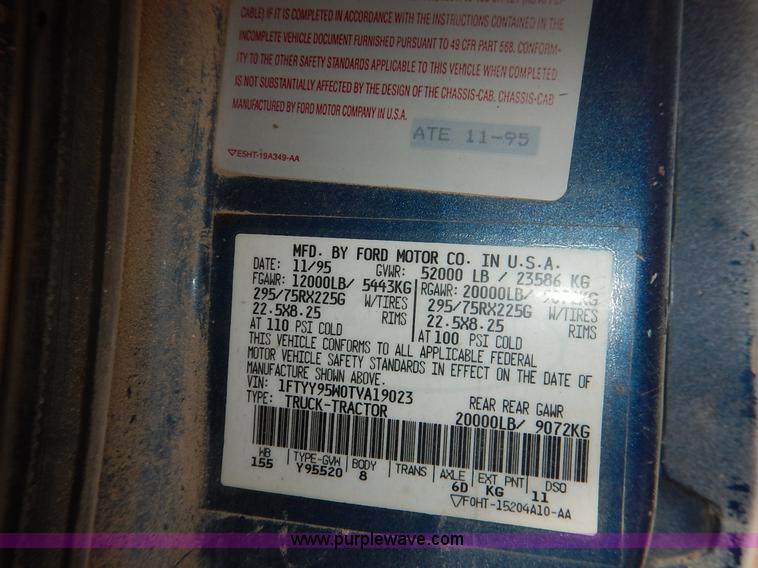 CABLE) IF IT IS COMPLETED IN ACCORDANCE WITH THE INSTRUCTIONS CONTAINED IN THE
INCOMPLETE VEHICLE DOCUMENT FURNISHED PURSUANT TO 49 CFR PART 568. CONFORM-
ITY TO THE OTHER SAFETY STANDARDS APPLICABLE TO THIS VEHICLE WHEN COMPLETED
IS NOT SUBSTANTIALLY AFFECTED BY THE DESIGN OF THE CHASSIS-CAB. CHASSIS-CAB
MANUFACTURED BY FORD MOTOR COMPANY IN U.S.A.
ATE 11-95
E5HT-19A349-AA
MFD. BY FORD MOTOR CO. IN U.S.A.
DATE: 11/95 GVWR: 52000 LB / 23586 KG
FGAWR: 12000LB/ 5443KG RGAWR: 20000LB/ 9072KG
295/75RX225G W/TIRES 295/75RX225G W/TIRES
22.5X8.25 RIMS 22.5X8.25 RIMS
AT 110 PSI COLD AT 100 PSI COLD
THIS VEHICLE CONFORMS TO ALL APPLICABLE FEDERAL
MOTOR VEHICLE SAFETY STANDARDS IN EFFECT ON THE DATE OF
MANUFACTURE SHOWN ABOVE.
VIN: 1FTYY95W0TVA19023 REAR REAR GAWR
TYPE: TRUCK-TRACTOR 20000LB/ 9072KG
WB TYPE-GVW BODY TRANS AXLE EXT PNT DSO
155 Y95520 8 6D KG 11
F0HT-15204A10-AA
www.purplewave.com